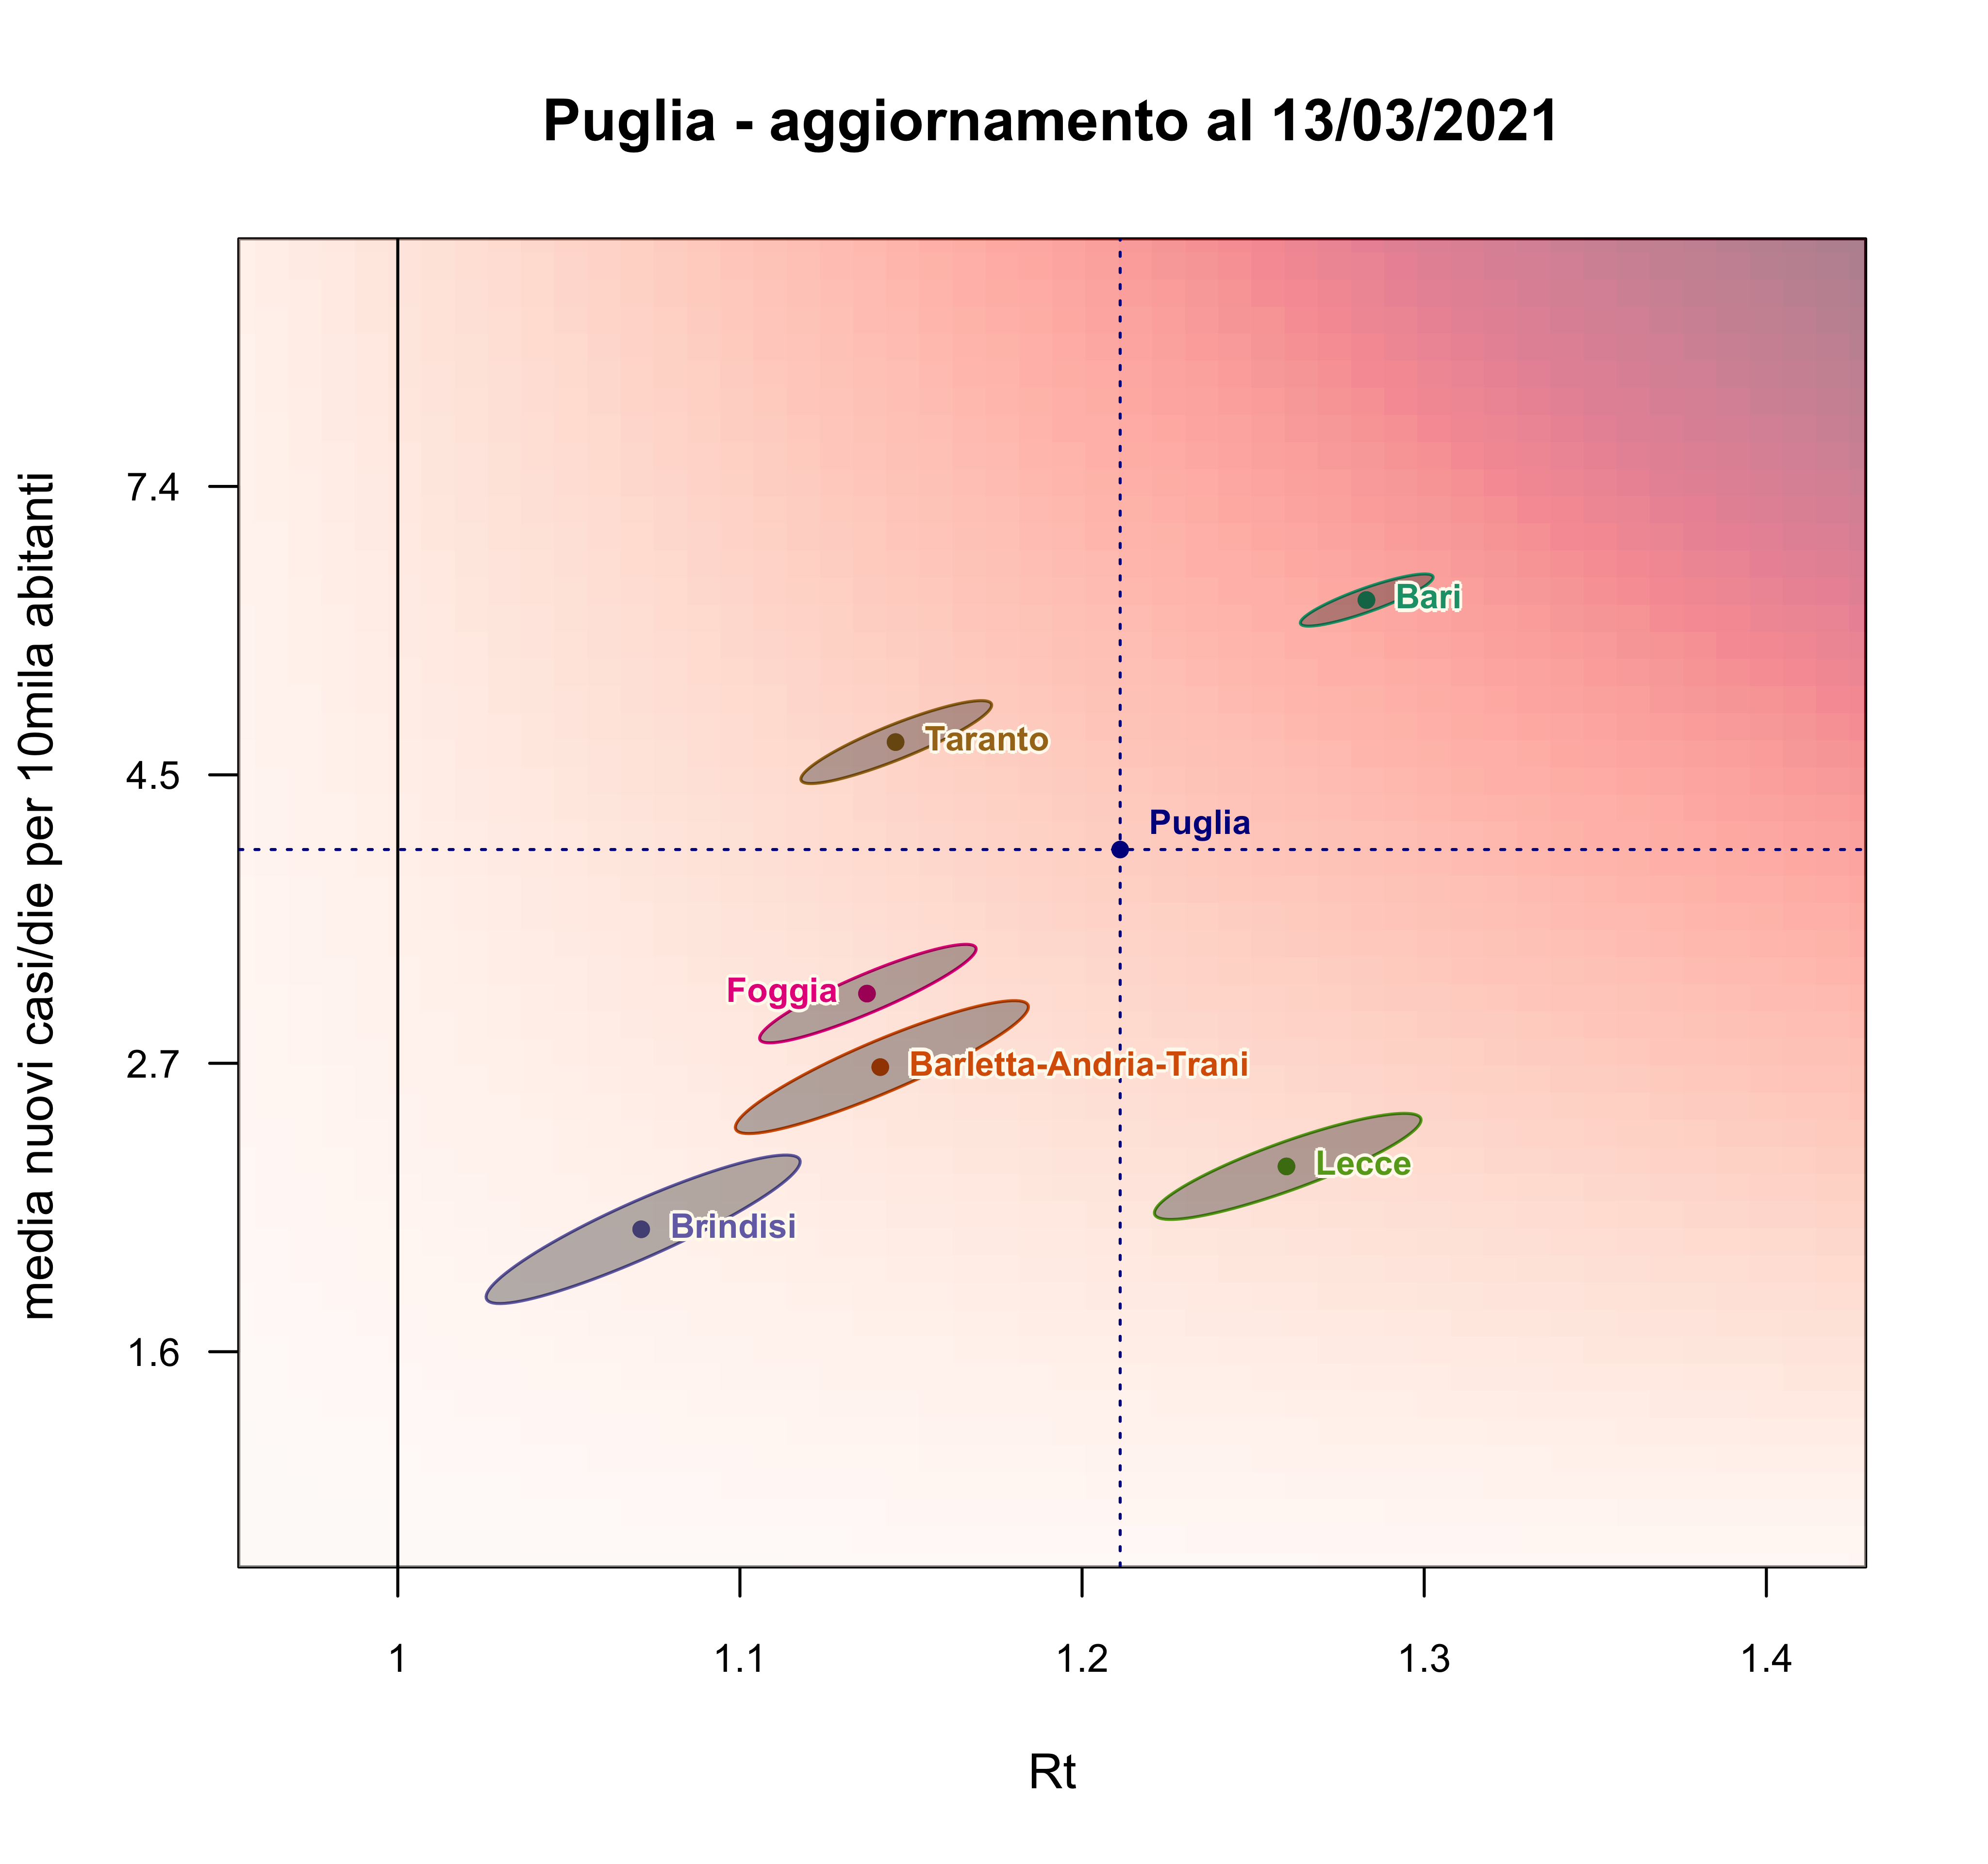 Puglia - aggiornamento al 13/03/2021
media nuovi casi/die per 10mila abitanti
7.4
4.5
2.7
1.6
Bari
Taranto
Puglia
Foggia
Barletta-Andria-Trani
Lecce
Brindisi
1 1.1 1.2 1.3 1.4
Rt